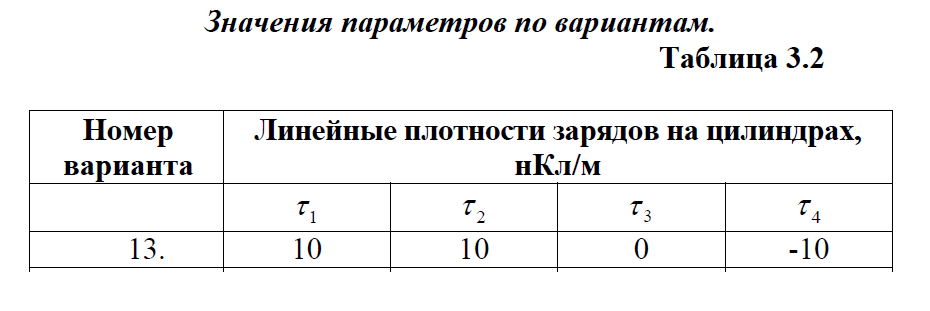 Значения параметров по вариантам.
Таблица 3.2
Номер варианта
Линейные плотности зарядов на цилиндрах, нКл/м
τ₁ τ₂ τ₃ τ₄
13. 10 10 0 -10